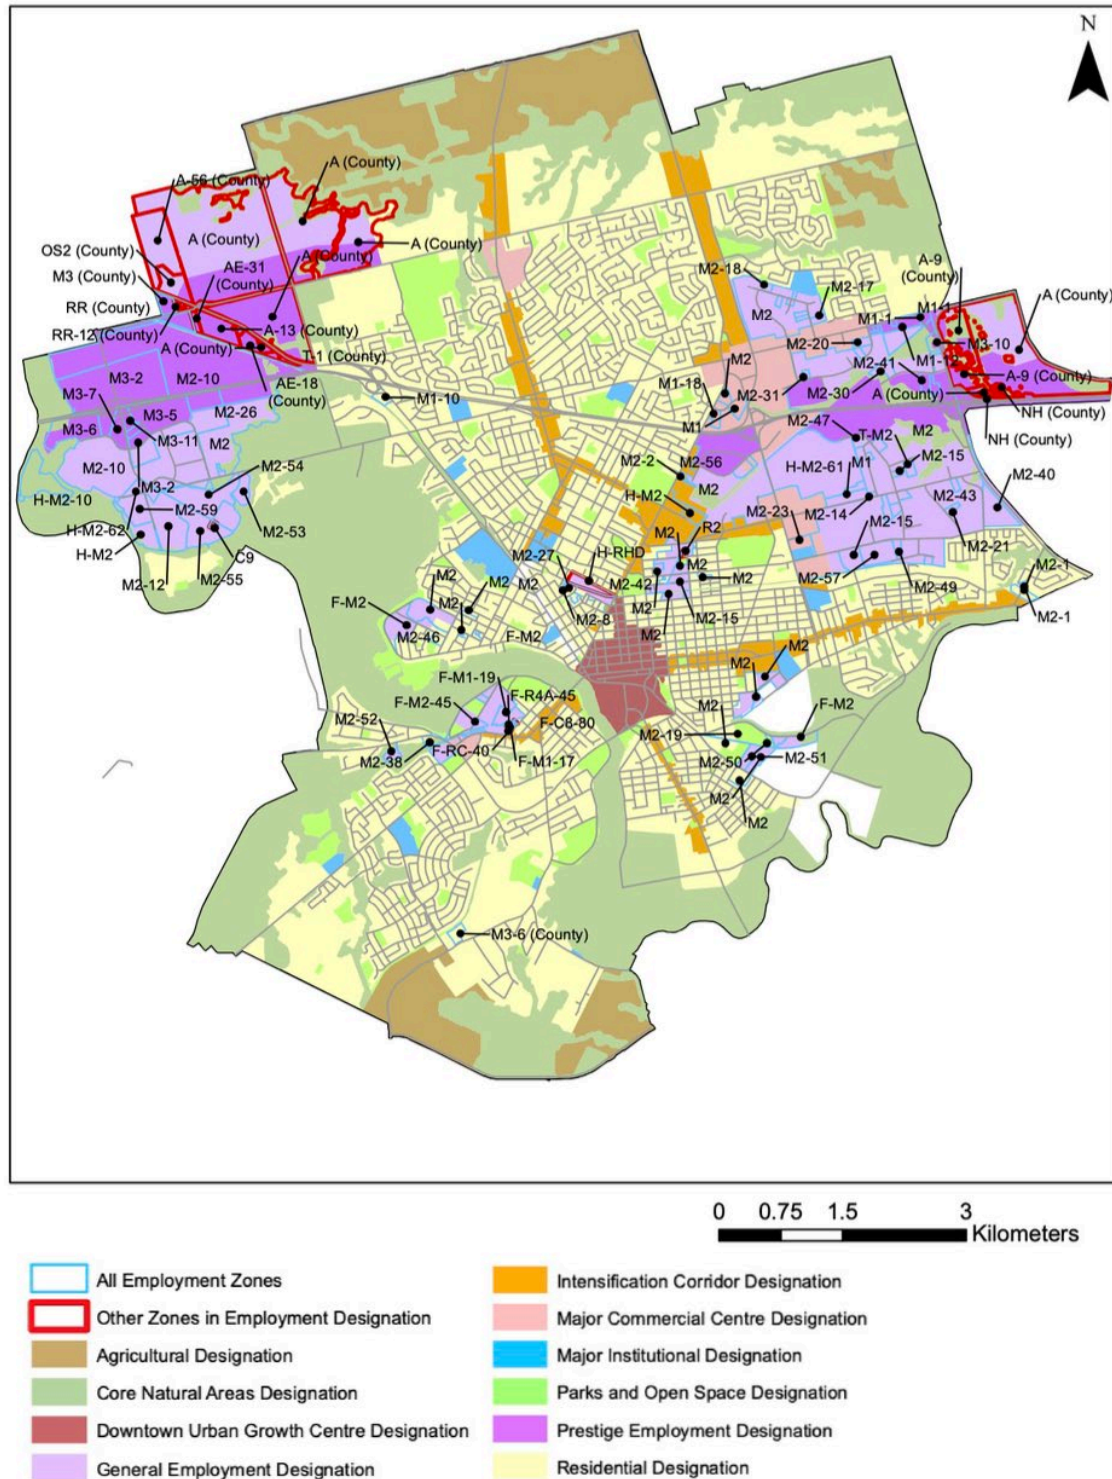 N
A (County)
A-56 (County)
A (County)
OS2 (County)
AE-31
(County)
A (County)
A (County)
M3 (County)
RR (County)
RR-12 (County)
A-13 (County)
A (County)
T-1 (County)
AE-18
(County)
M3-2
M2-10
M3-7
M3-5
M2-26
M3-6
M3-11
M2
M2-10
M2-54
H-M2-10
M3-2
M2-59
H-M2-62
M2-53
H-M2
C9
M2-12
M2-55
M1-10
M2-18
M2
M2-17
A-9
(County)
A (County)
M1-1
M1-1
M2-20
M3-10
M1-12
M2
M2-41
M1-18
M2-31
M2-30
A-9 (County)
A (County)
M1
NH (County)
M2-47
T-M2
M2
NH (County)
M2-2
M2-56
H-M2-61
M1
M2-15
M2-40
M2
H-M2
M2-43
M2-23
M2-14
R2
M2-15
M2-21
M2
M2-57
M2-49
M2-27
H-RHD
M2-42
M2
M2
M2
M2
M2
M2-1
F-M2
M2
M2-8
M2
M2-15
M2-1
M2-46
F-M2
M2
M2
M2
F-M1-19
F-R4A-45
F-M2-45
F-C8-80
M2
F-M2
M2-52
M2-19
F-RC-40
M2-38
F-M1-17
M2-50
M2-51
M2
M2
M3-6 (County)
0 0.75 1.5 3
Kilometers
All Employment Zones
Other Zones in Employment Designation
Agricultural Designation
Core Natural Areas Designation
Downtown Urban Growth Centre Designation
General Employment Designation
Intensification Corridor Designation
Major Commercial Centre Designation
Major Institutional Designation
Parks and Open Space Designation
Prestige Employment Designation
Residential Designation